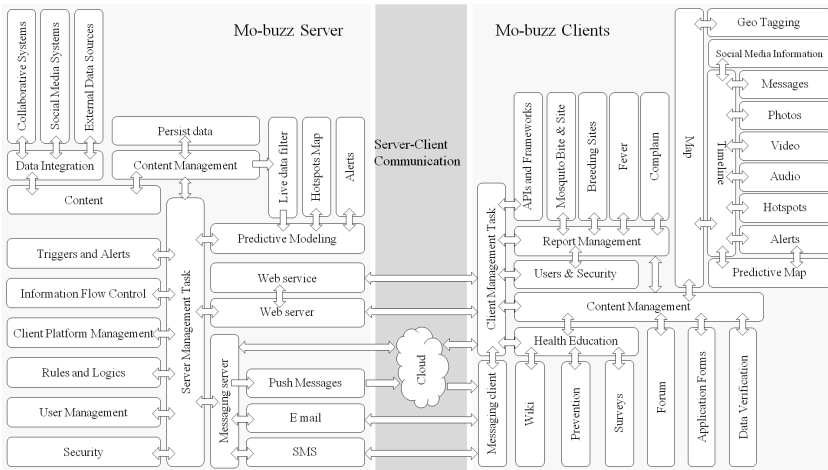 Mo-buzz Server
Mo-buzz Clients
Server-Client
Communication
Collaborative Systems
Social Media Systems
External Data Sources
Data Integration
Content
Persist data
Content Management
Live data filter
Hotspots Map
Alerts
Predictive Modeling
Triggers and Alerts
Information Flow Control
Client Platform Management
Rules and Logics
User Management
Security
Server Management Task
Web service
Web server
Messaging server
Push Messages
E mail
SMS
Cloud
Client Management Task
Messaging client
APIs and Frameworks
Mosquito Bite & Site
Breeding Sites
Fever
Complain
Report Management
Users & Security
Content Management
Health Education
Wiki
Prevention
Surveys
Forum
Application Forms
Data Verification
Map
Geo Tagging
Social Media Information
Timeline
Messages
Photos
Video
Audio
Hotspots
Alerts
Predictive Map